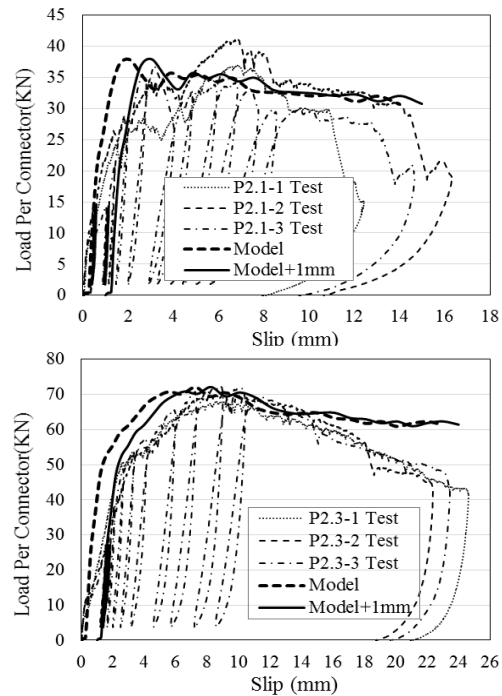 45
40
35
30
25
20
15
10
5
0
Load Per Connector(KN)
P2.1-1 Test
P2.1-2 Test
P2.1-3 Test
Model
Model+1mm
0 2 4 6 8 10 12 14 16 18
Slip (mm)
80
70
60
50
40
30
20
10
0
Load Per Connector(KN)
P2.3-1 Test
P2.3-2 Test
P2.3-3 Test
Model
Model+1mm
0 2 4 6 8 10 12 14 16 18 20 22 24 26
Slip (mm)